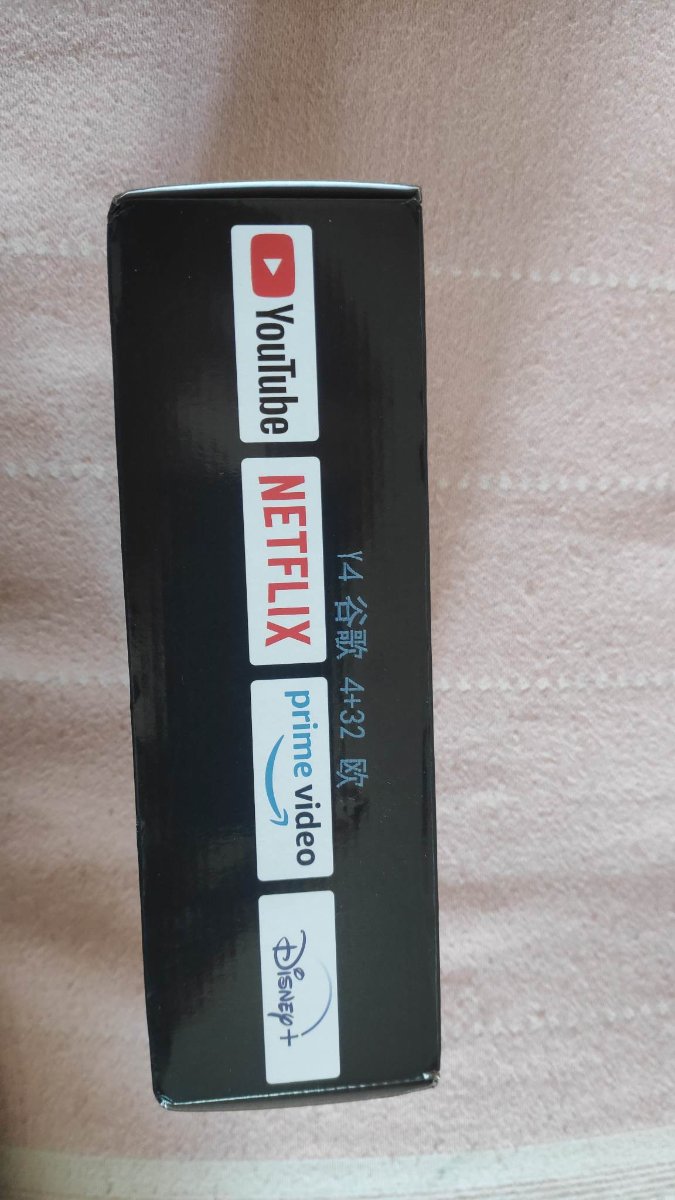 Y4 谷歌 4+32 欧
YouTube
NETFLIX
prime video
Disney+